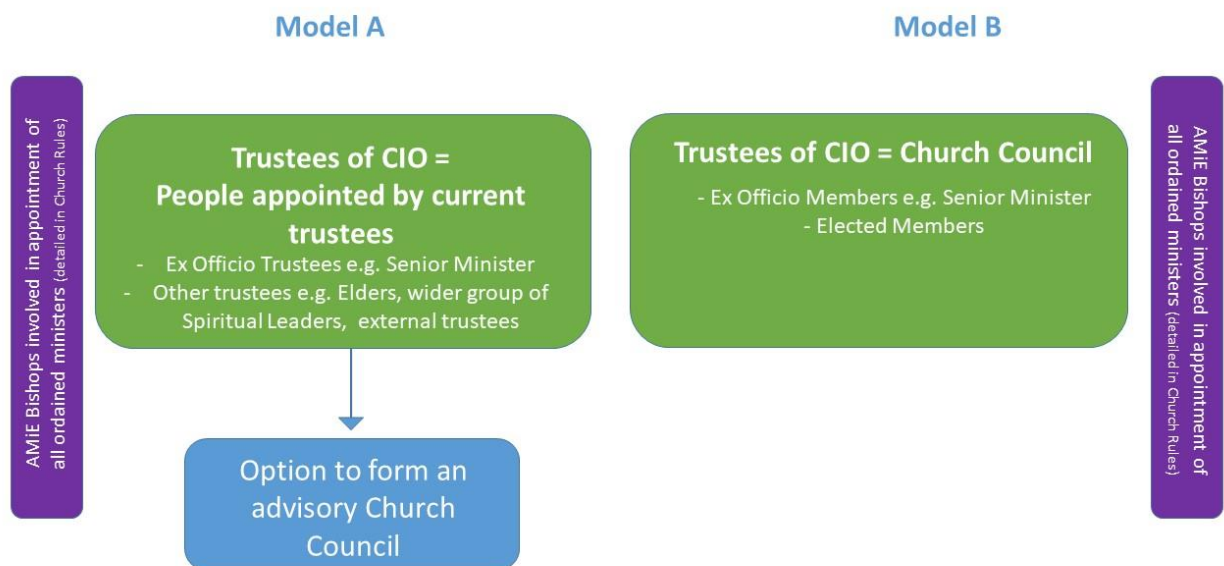 Model A
AMiE Bishops involved in appointment of
all ordained ministers (detailed in Church Rules)
Trustees of CIO =
People appointed by current
trustees
- Ex Officio Trustees e.g. Senior Minister
- Other trustees e.g. Elders, wider group of
Spiritual Leaders, external trustees
Option to form an
advisory Church
Council
Model B
Trustees of CIO = Church Council
- Ex Officio Members e.g. Senior Minister
- Elected Members
AMiE Bishops involved in appointment of
all ordained ministers (detailed in Church Rules)